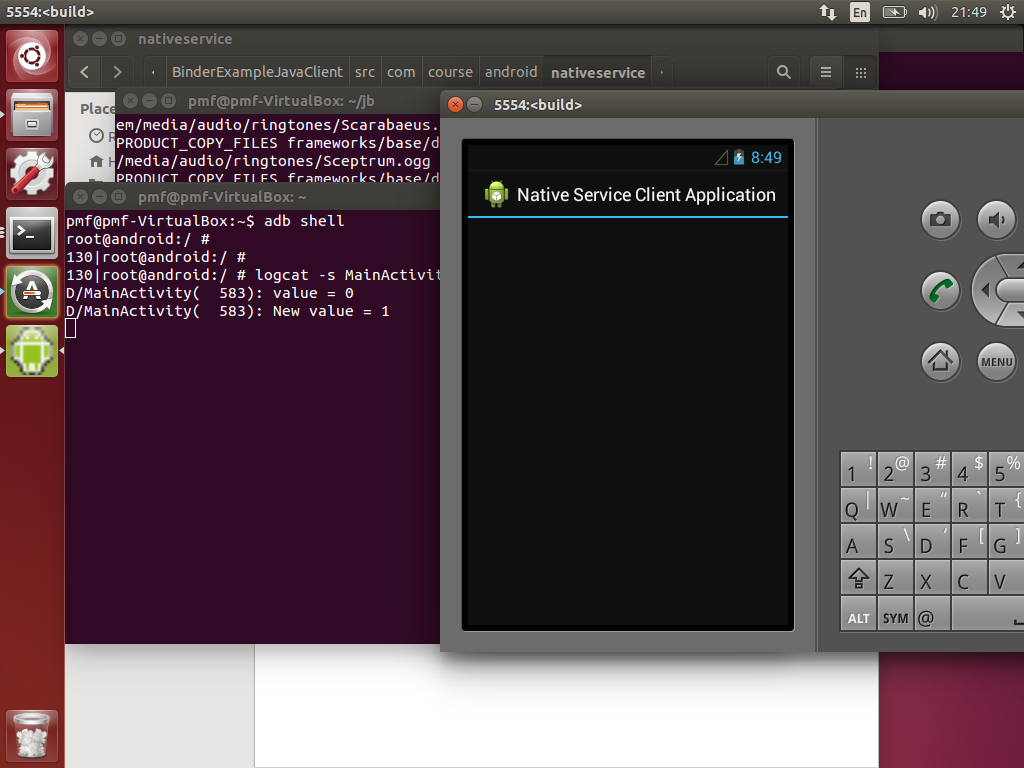 5554:<build>
En
21:49
nativeservice
BinderExampleJavaClient
src
com
course
android
nativeservice
Place
pmf@pmf-VirtualBox: ~/jb
em/media/audio/ringtones/Scarabaeus.
PRODUCT_COPY_FILES frameworks/base/d
/media/audio/ringtones/Sceptrum.ogg
PRODUCT_COPY_FILES frameworks/base/d
pmf@pmf-VirtualBox: ~
pmf@pmf-VirtualBox:~$ adb shell
root@android:/ #
130|root@android:/ #
130|root@android:/ # logcat -s MainActivit
D/MainActivity(  583): value = 0
D/MainActivity(  583): New value = 1
5554:<build>
8:49
Native Service Client Application
MENU
1 ! 2 @ 3 # 4 $ 5 %
Q | W ~ E “ R ` T {
A S \ D ‘ F [ G ]
Z X C V
ALT SYM @